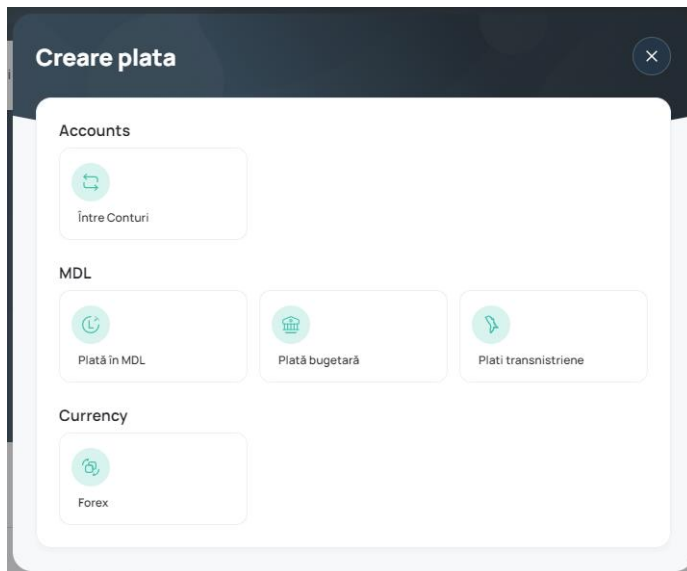 Creare plata
Accounts
Între Conturi
MDL
Plată în MDL
Plată bugetară
Plati transnistriene
Currency
Forex